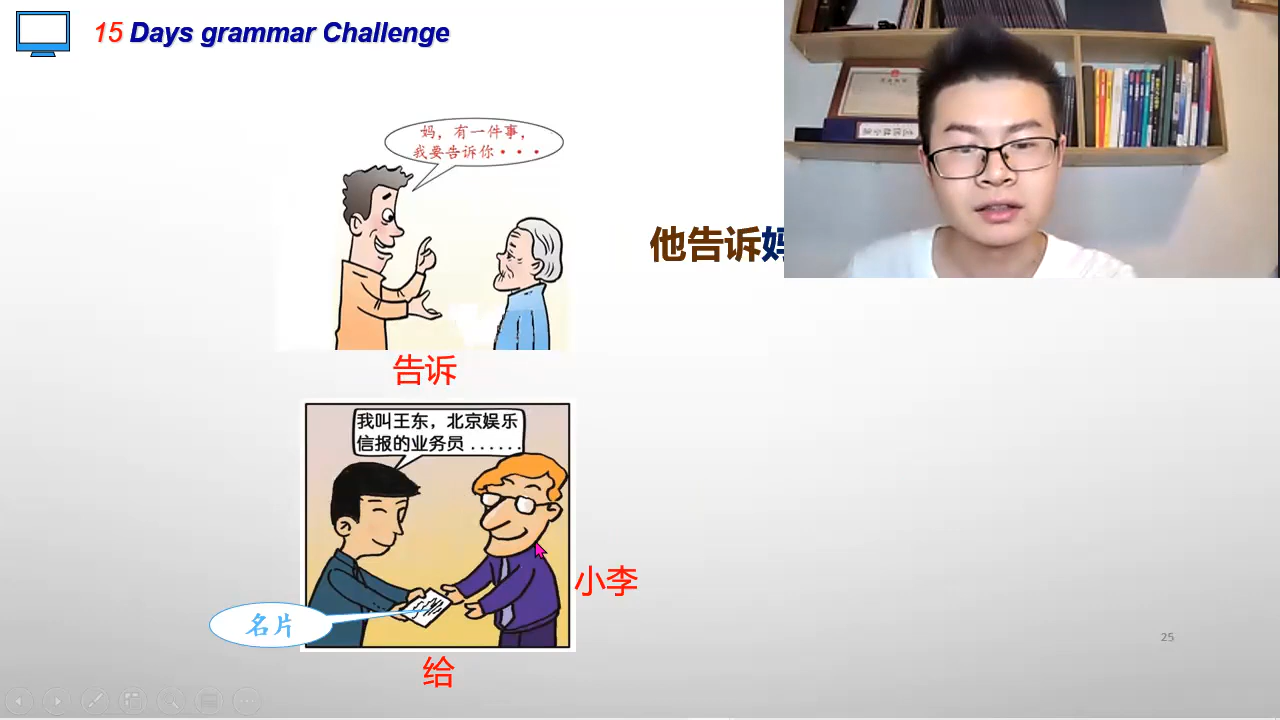 15 Days grammar Challenge
妈，有一件事，
我要告诉你···
他告诉妈
告诉
我叫王东，北京娱乐
信报的业务员 ......
小李
名片
给
25